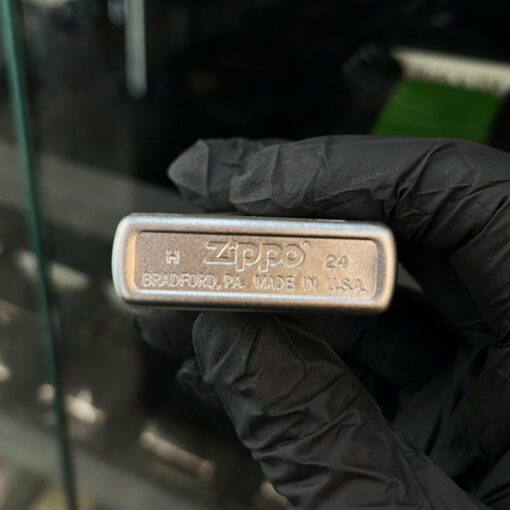 H Zippo® 24
BRADFORD, PA. MADE IN U.S.A.